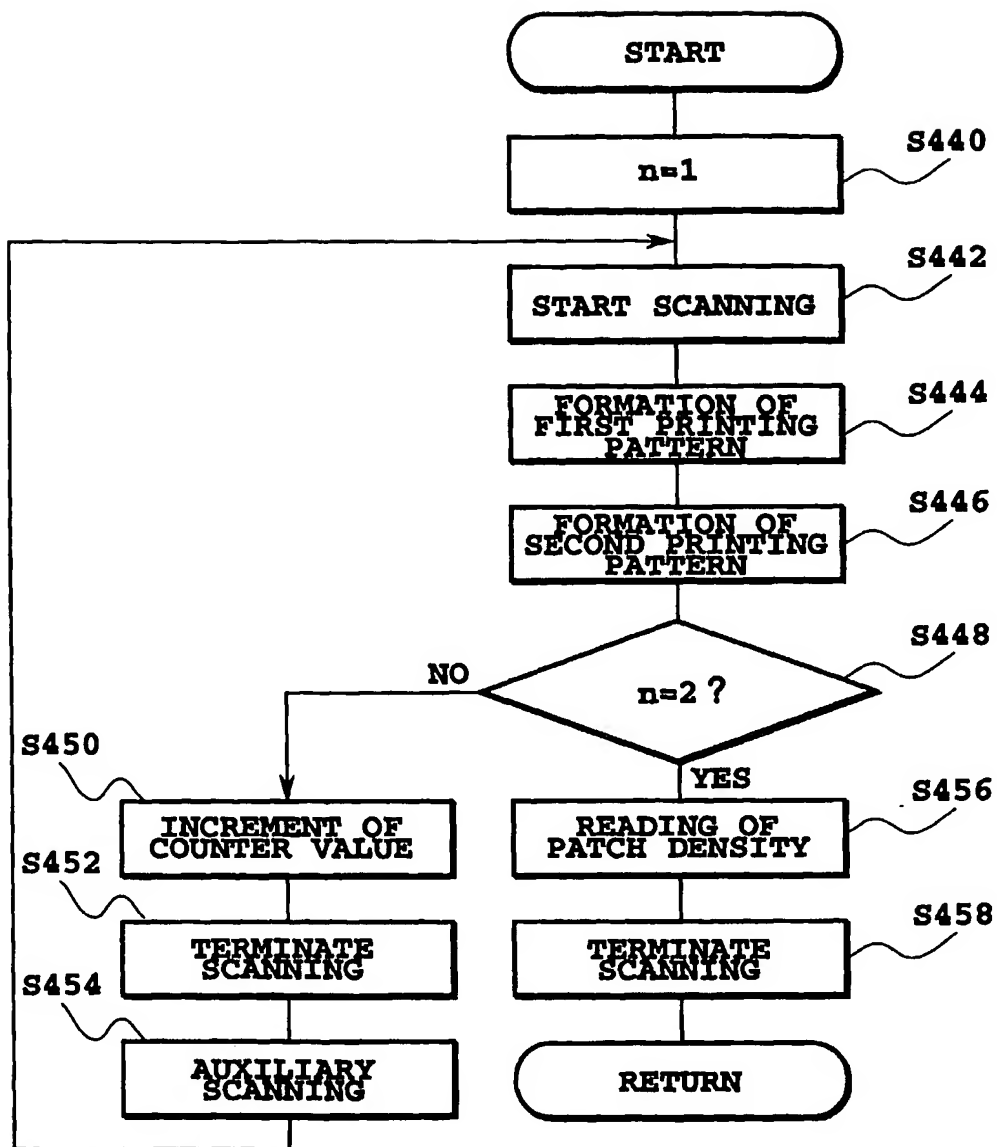 START
S440
n=1
S442
START SCANNING
S444
FORMATION OF
FIRST PRINTING
PATTERN
S446
FORMATION OF
SECOND PRINTING
PATTERN
S448
NO
n=2 ?
YES
S450
INCREMENT OF
COUNTER VALUE
S456
READING OF
PATCH DENSITY
S452
TERMINATE
SCANNING
S458
TERMINATE
SCANNING
S454
AUXILIARY
SCANNING
RETURN